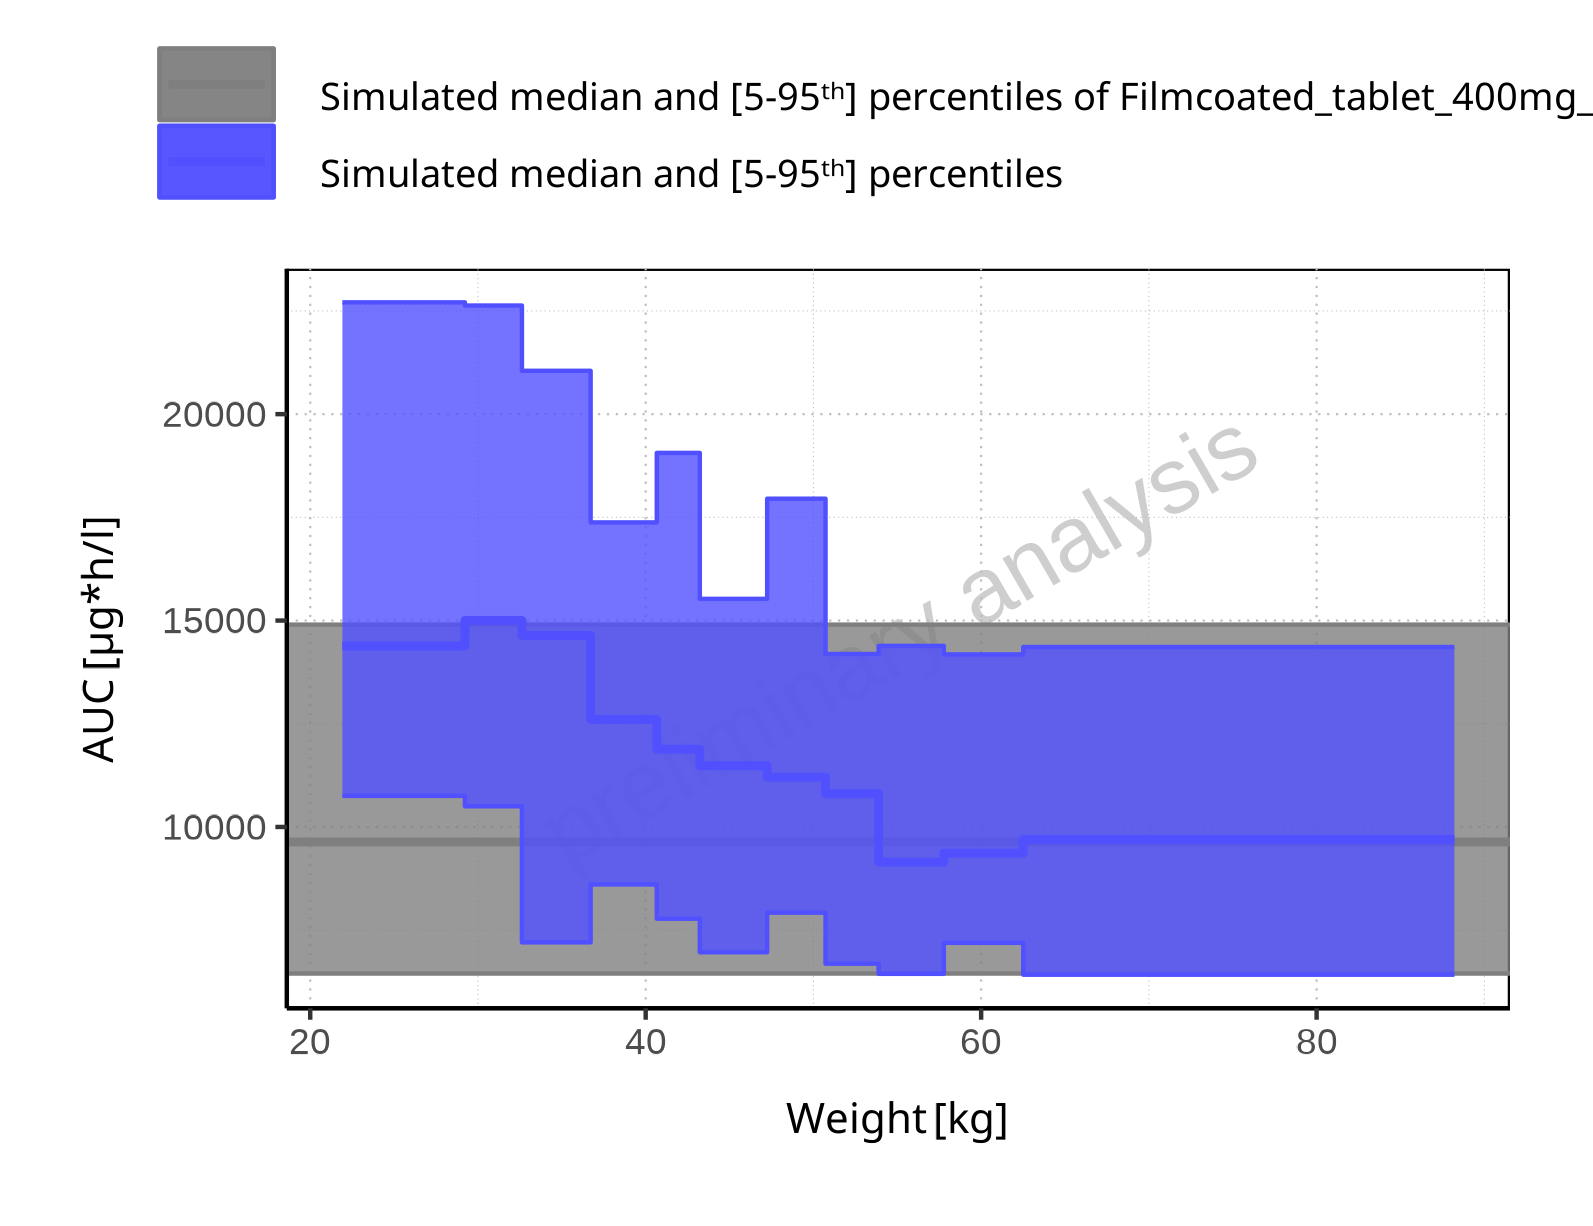 Simulated median and [5-95ᵗʰ] percentiles of Filmcoated_tablet_400mg_
Simulated median and [5-95ᵗʰ] percentiles
20000
15000
10000
AUC [µg*h/l]
preliminary analysis
20 40 60 80
Weight [kg]